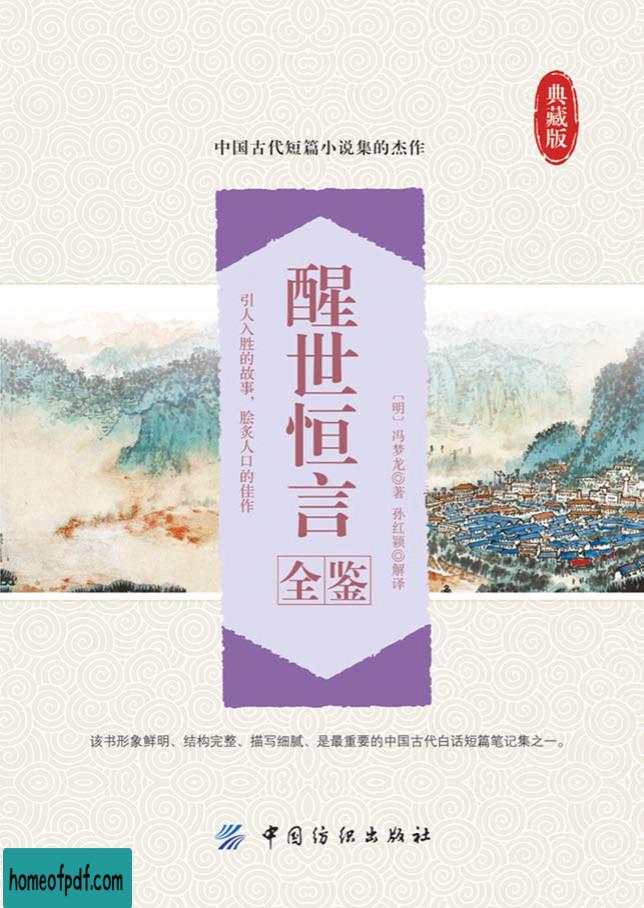 典藏版
中国古代短篇小说集的杰作
醒世恒言
全鉴
引人入胜的故事，脍炙人口的佳作
〔明〕冯梦龙◎著 孙红颖◎解译
该书形象鲜明、结构完整、描写细腻、是最重要的中国古代白话短篇笔记集之一。
中国纺织出版社
homeofpdf.com